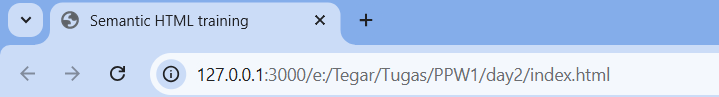 Semantic HTML training
127.0.0.1:3000/e:/Tegar/Tugas/PPW1/day2/index.html